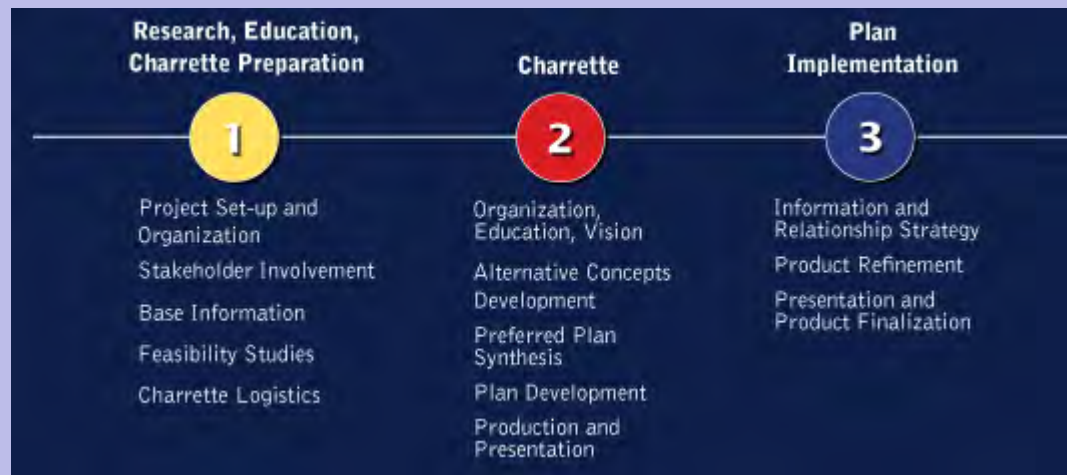 Research, Education,
Charrette Preparation
1
Project Set-up and
Organization
Stakeholder Involvement
Base Information
Feasibility Studies
Charrette Logistics
Charrette
2
Organization,
Education, Vision
Alternative Concepts
Development
Preferred Plan
Synthesis
Plan Development
Production and
Presentation
Plan
Implementation
3
Information and
Relationship Strategy
Product Refinement
Presentation and
Product Finalization